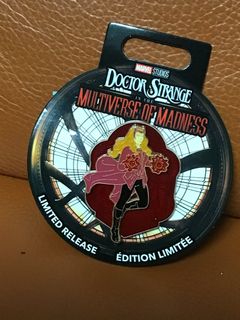 MARVEL STUDIOS
DOCTOR STRANGE
IN THE
MULTIVERSE OF MADNESS
LIMITED RELEASE
ÉDITION LIMITÉE